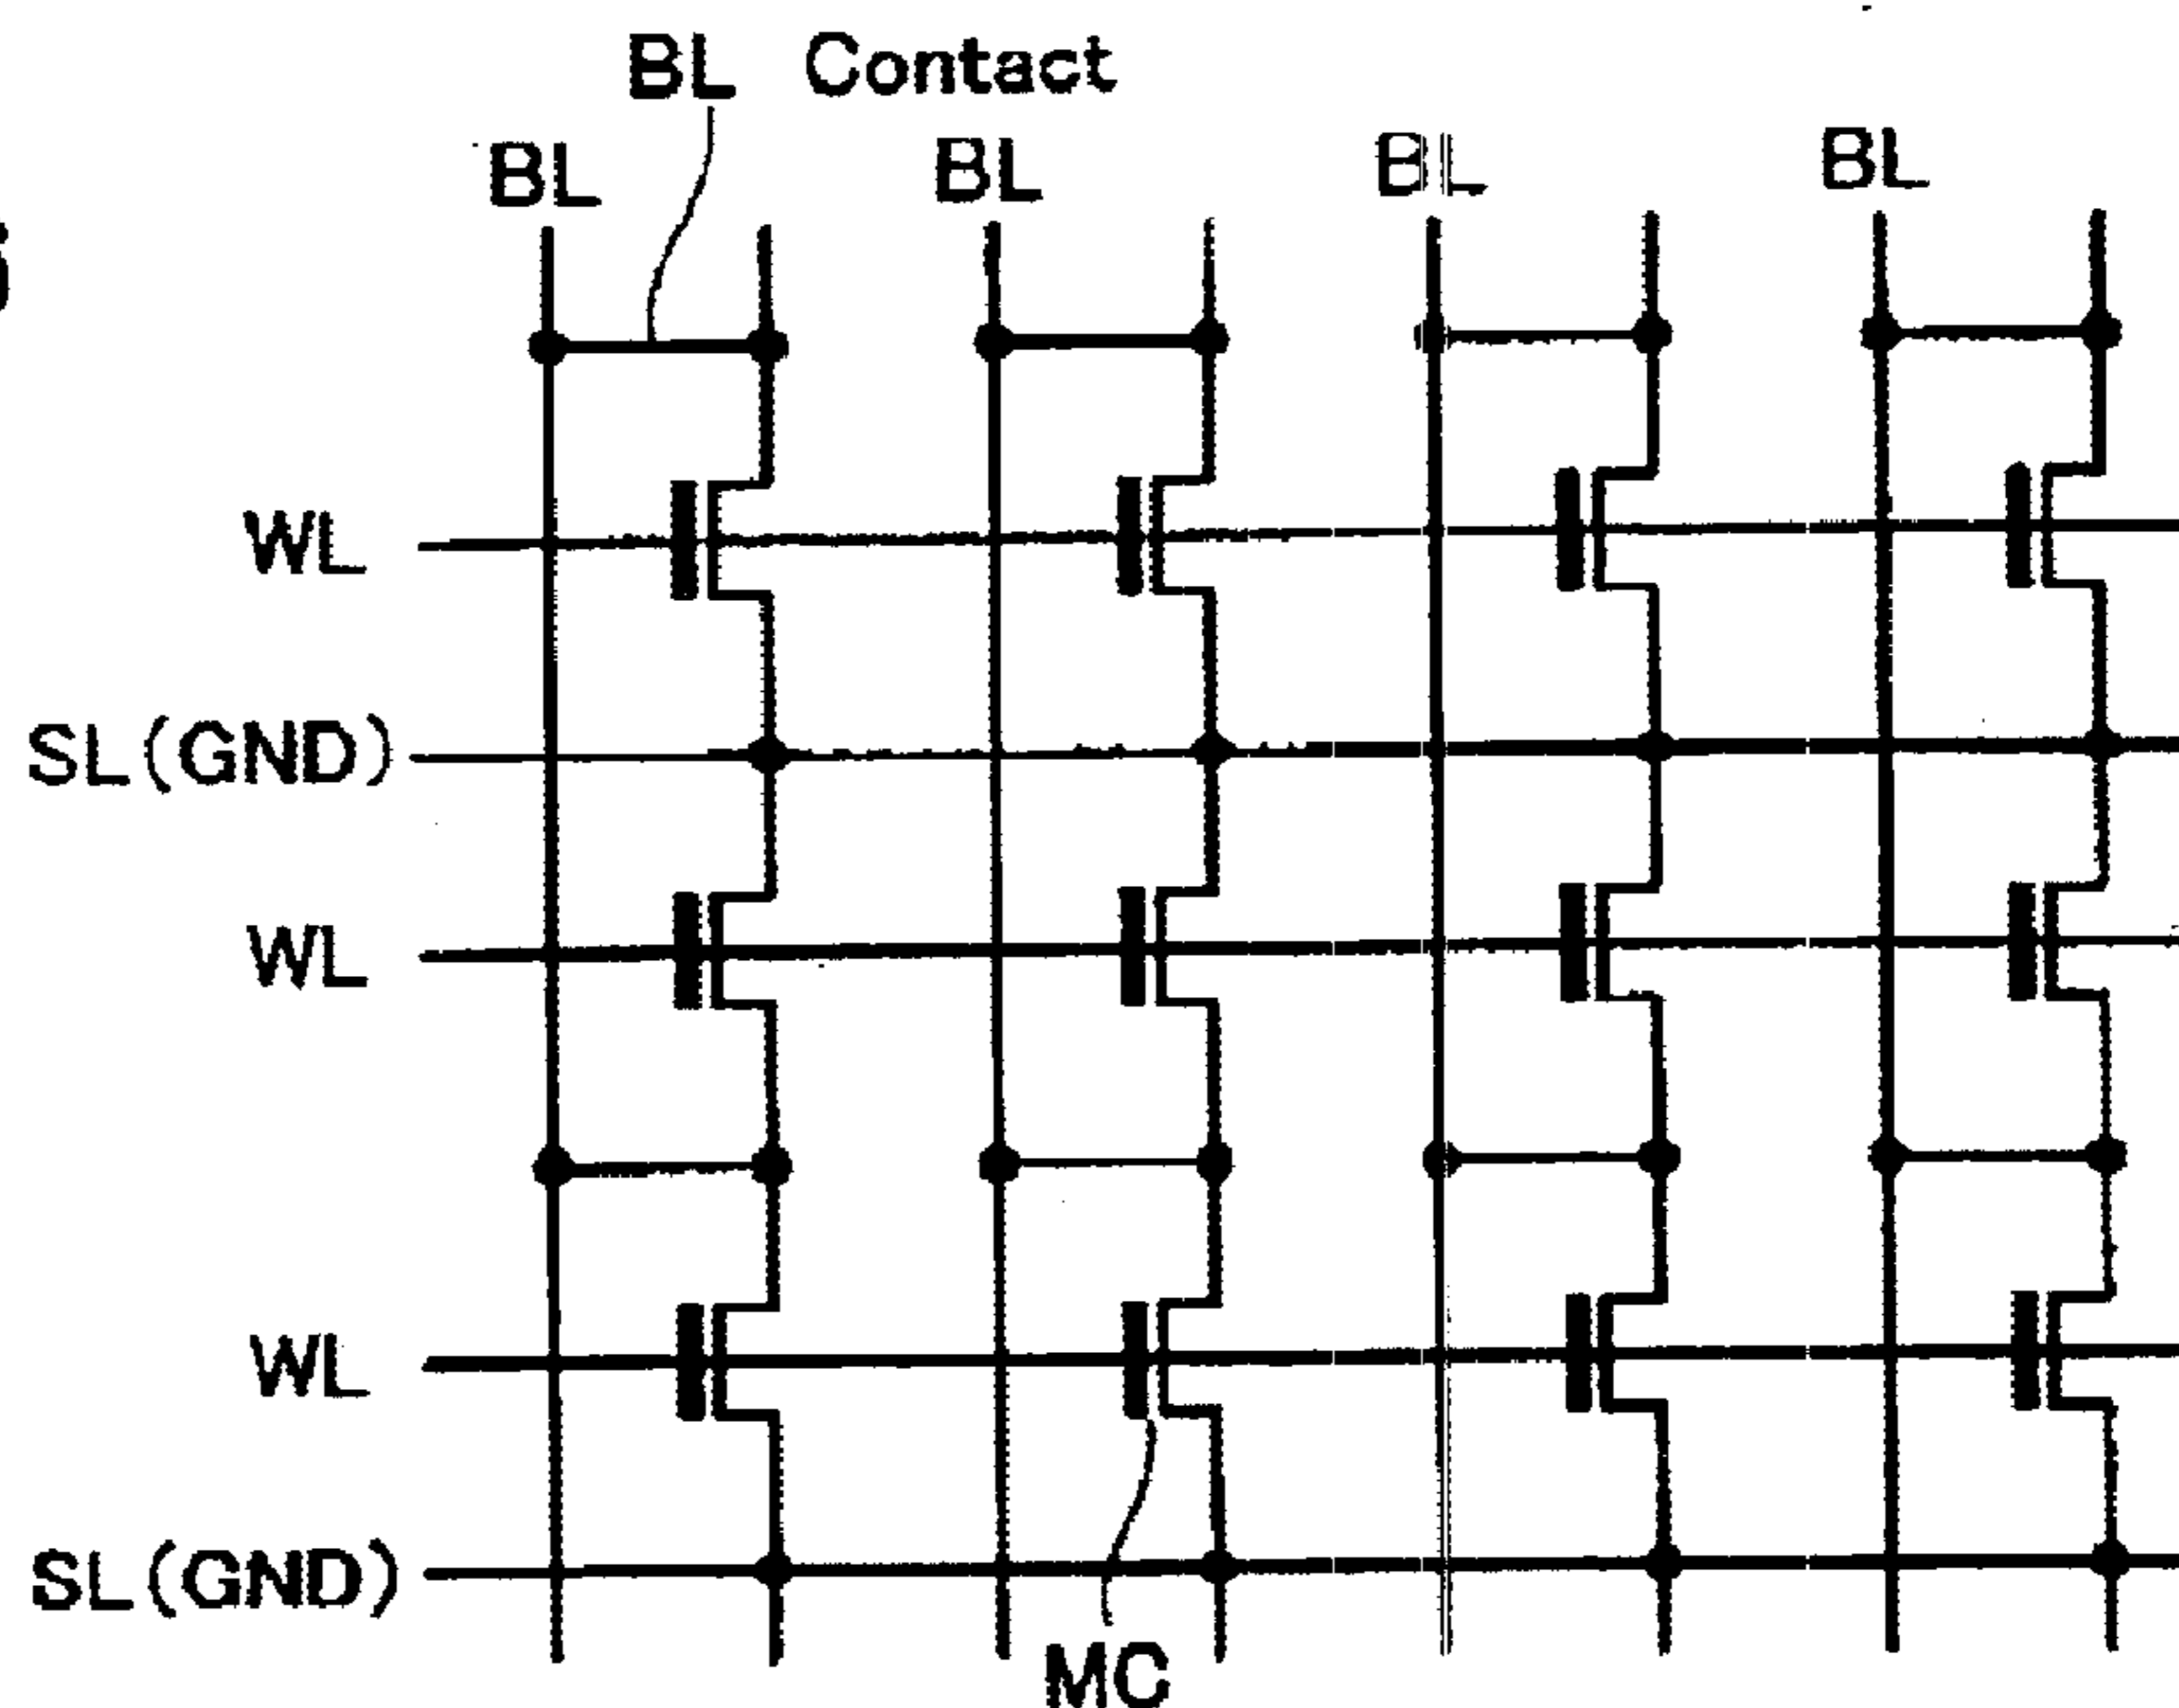 BL Contact
BL BL BL BL
WL
SL(GND)
WL
WL
SL(GND)
MC